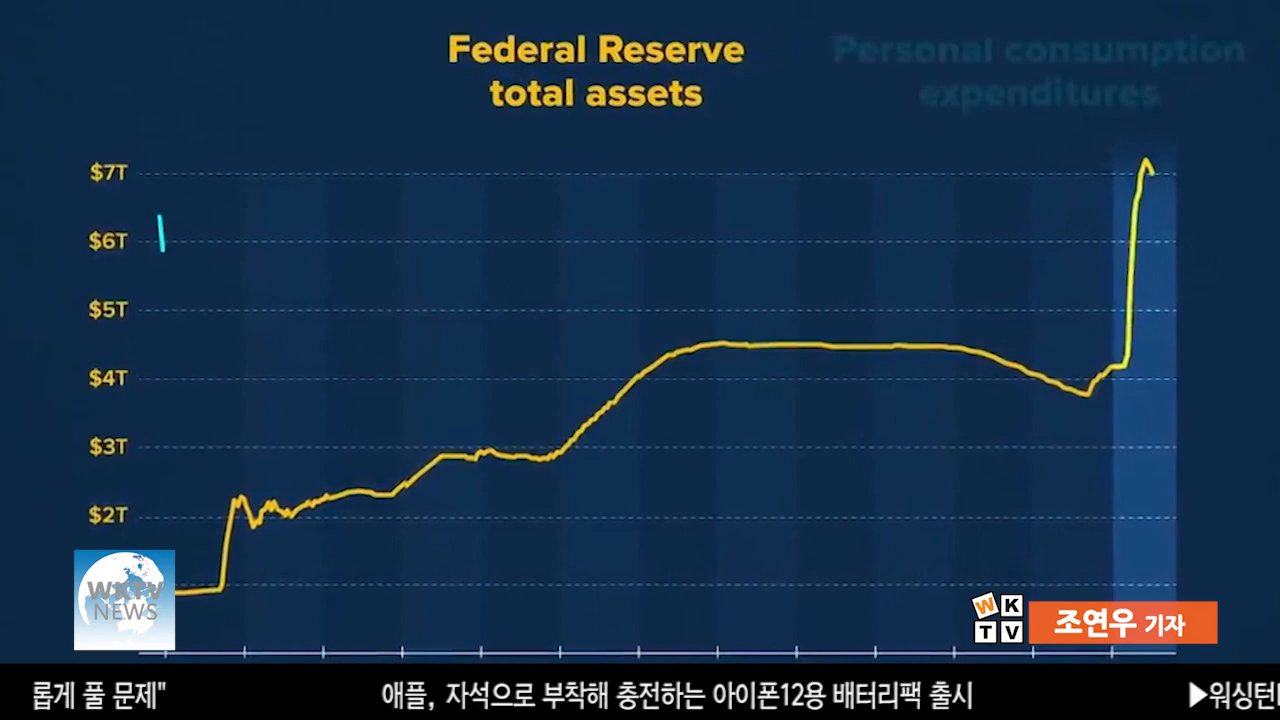 Federal Reserve
total assets
Personal consumption
expenditures
$7T
$6T
$5T
$4T
$3T
$2T
WKTV
NEWS
W K
T V
조연우 기자
롭게 풀 문제"
애플, 자석으로 부착해 충전하는 아이폰12용 배터리팩 출시
▶워싱턴